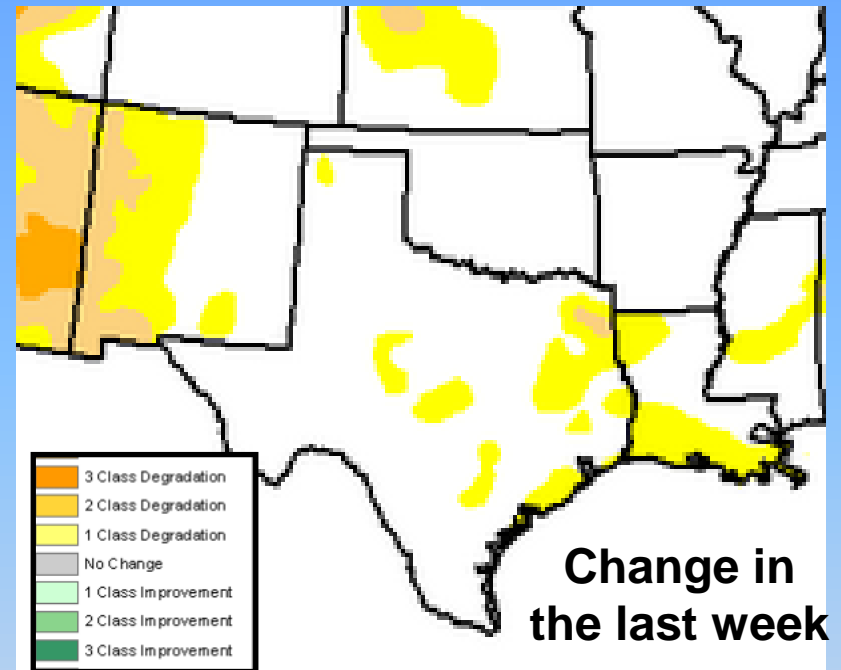 3 Class Degradation
2 Class Degradation
1 Class Degradation
No Change
1 Class Improvement
2 Class Improvement
3 Class Improvement
Change in
the last week